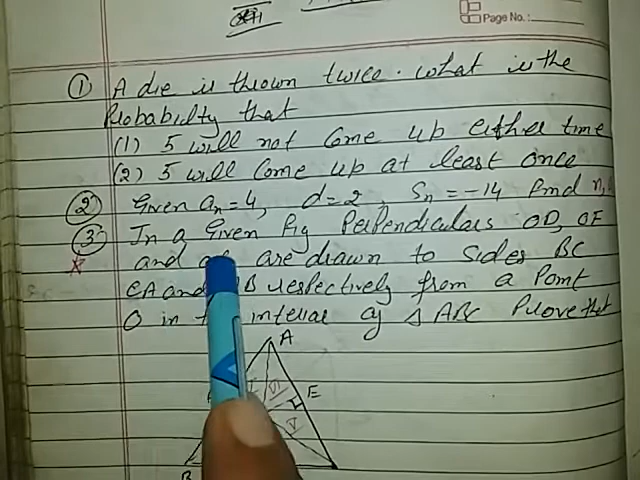 Page No.:
① A die is thrown twice. what is the
Probability that
(1) 5 will not Come up either time
(2) 5 will Come up at least once
② Given an=4, d=2, Sn=-14 find n,
③ In a Given fig Perpendiculars OD, OE
and are drawn to sides BC
CA and respectively from a Point
O in interval of △ ABC Prove that
A
E
V
B